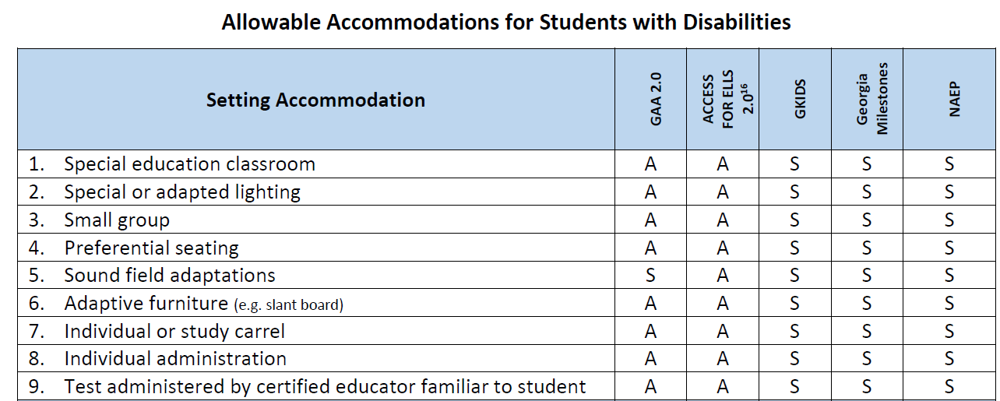 Allowable Accommodations for Students with Disabilities
Setting Accommodation
GAA 2.0
ACCESS
FOR ELLS
2.0¹⁶
GKIDS
Georgia
Milestones
NAEP
1. Special education classroom A A S S S
2. Special or adapted lighting A A S S S
3. Small group A A S S S
4. Preferential seating A A S S S
5. Sound field adaptations S A S S S
6. Adaptive furniture (e.g. slant board) A A S S S
7. Individual or study carrel A A S S S
8. Individual administration A A S S S
9. Test administered by certified educator familiar to student A A S S S